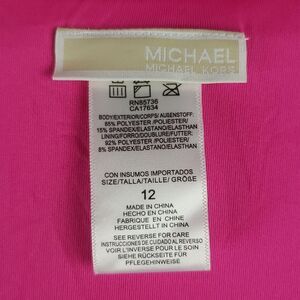 MICHAEL
MICHAEL KORS
RN85736
CA17634
BODY/EXTERIOR/CORPS/ AUSENSTOFF:
85% POLYESTER /POLIESTER/
15% SPANDEX/ELASTANO/ELASTHAN
LINING/FORRO/DOUBLURE/FUTTER:
92% POLYESTER /POLIESTER/
8% SPANDEX/ELASTANO/ELASTHAN
CON INSUMOS IMPORTADOS
SIZE/TALLA/TAILLE/ GRÖßE
12
MADE IN CHINA
HECHO EN CHINA
FABRIQUE EN CHINE
HERGESTELLT IN CHINA
SEE REVERSE FOR CARE
INSTRUCCIONES DE CUIDADO AL REVERSO
VOIR L'INVERSE POUR LE SOIN
SIEHE RÜCKSEITE FÜR
PFLEGEHINWEISE